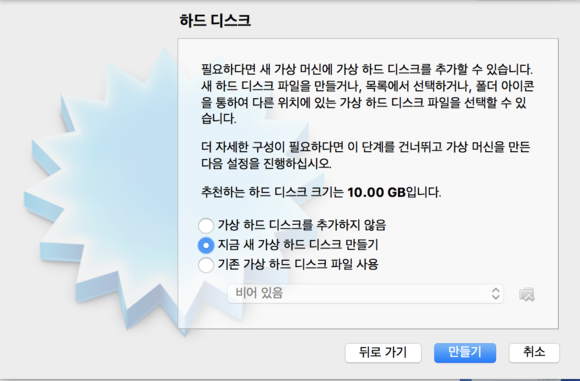 하드 디스크
필요하다면 새 가상 머신에 가상 하드 디스크를 추가할 수 있습니다.
새 하드 디스크 파일을 만들거나, 목록에서 선택하거나, 폴더 아이콘
을 통하여 다른 위치에 있는 가상 하드 디스크 파일을 선택할 수 있
습니다.
더 자세한 구성이 필요하다면 이 단계를 건너뛰고 가상 머신을 만든
다음 설정을 진행하십시오.
추천하는 하드 디스크 크기는 10.00 GB입니다.
가상 하드 디스크를 추가하지 않음
지금 새 가상 하드 디스크 만들기
기존 가상 하드 디스크 파일 사용
비어 있음
뒤로 가기 만들기 취소